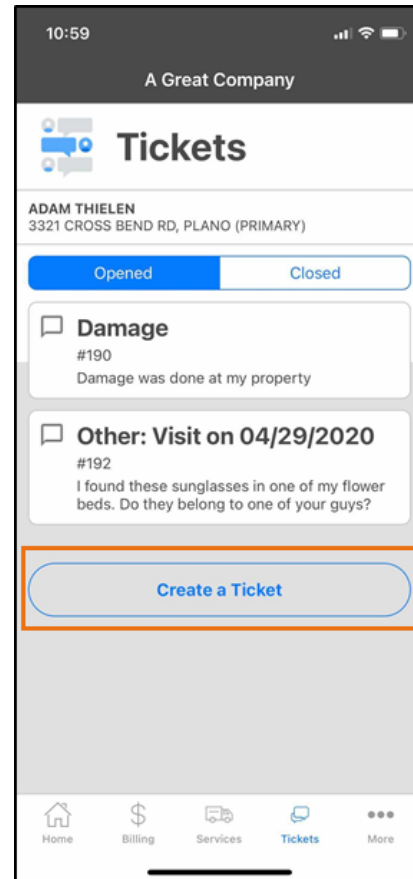 10:59
A Great Company
Tickets
ADAM THIELEN
3321 CROSS BEND RD, PLANO (PRIMARY)
Opened Closed
Damage
#190
Damage was done at my property
Other: Visit on 04/29/2020
#192
I found these sunglasses in one of my flower
beds. Do they belong to one of your guys?
Create a Ticket
Home Billing Services Tickets More